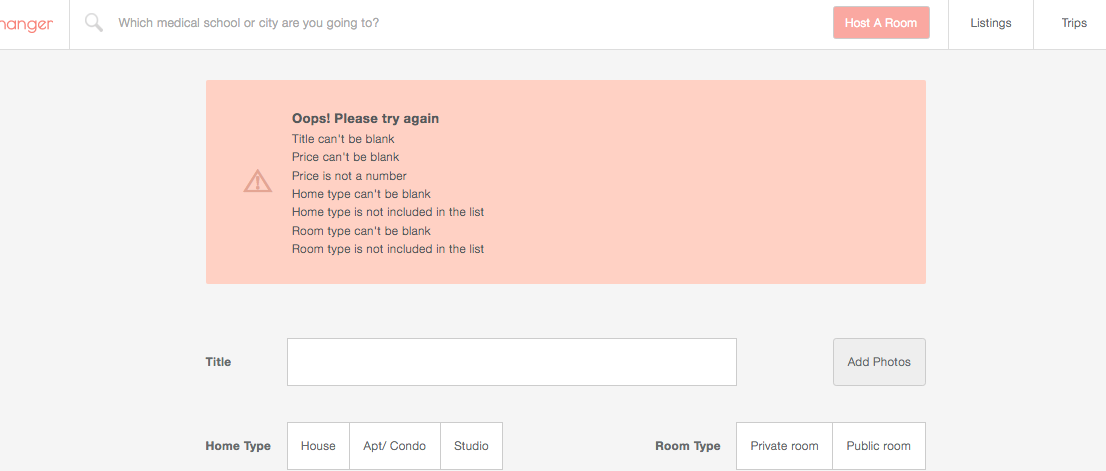 hanger
Which medical school or city are you going to?
Host A Room
Listings
Trips
Oops! Please try again
Title can't be blank
Price can't be blank
Price is not a number
Home type can't be blank
Home type is not included in the list
Room type can't be blank
Room type is not included in the list
Title
Add Photos
Home Type
House
Apt/ Condo
Studio
Room Type
Private room
Public room